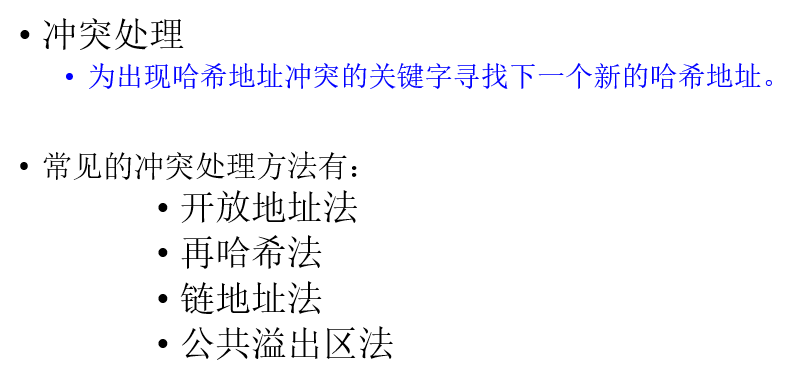 • 冲突处理
• 为出现哈希地址冲突的关键字寻找下一个新的哈希地址。
• 常见的冲突处理方法有：
• 开放地址法
• 再哈希法
• 链地址法
• 公共溢出区法